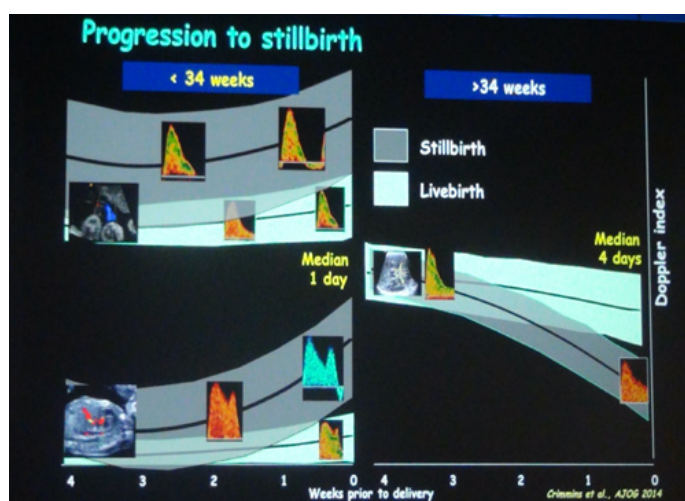 Progression to stillbirth
< 34 weeks
>34 weeks
Stillbirth
Livebirth
Median
1 day
Median
4 days
Doppler index
4 3 2 1 0
4 3 2 1 0
Weeks prior to delivery
Crimmins et al., AJOG 2014